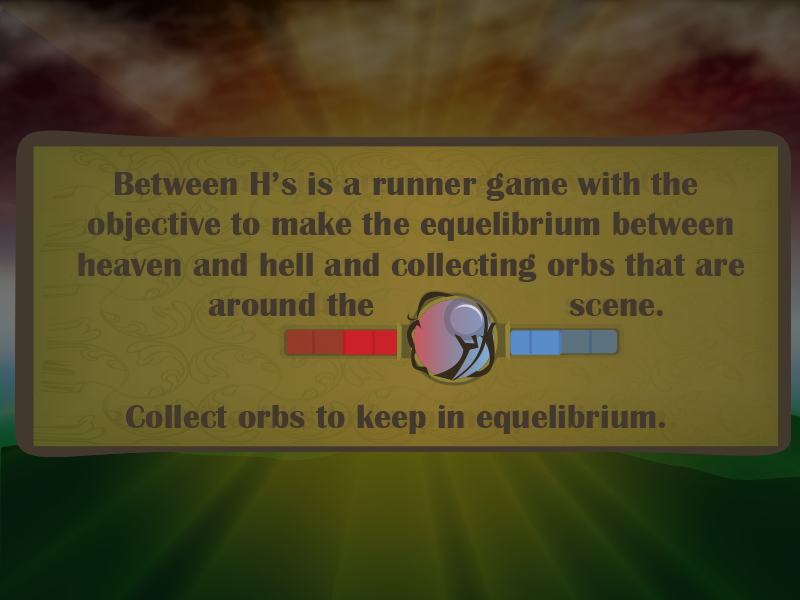 Between H’s is a runner game with the
objective to make the equelibrium between
heaven and hell and collecting orbs that are
around the scene.
Collect orbs to keep in equelibrium.